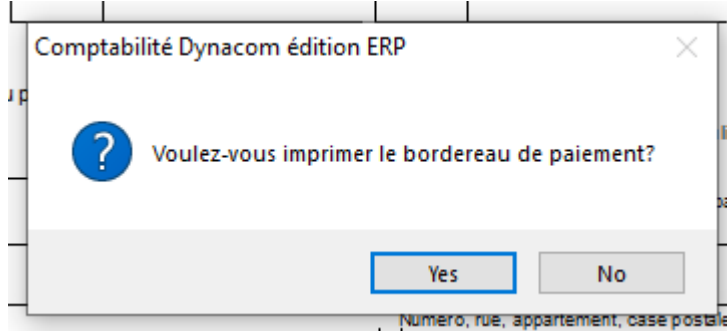 Comptabilité Dynacom édition ERP
Voulez-vous imprimer le bordereau de paiement?
Yes
No
Numéro, rue, appartement, case postale